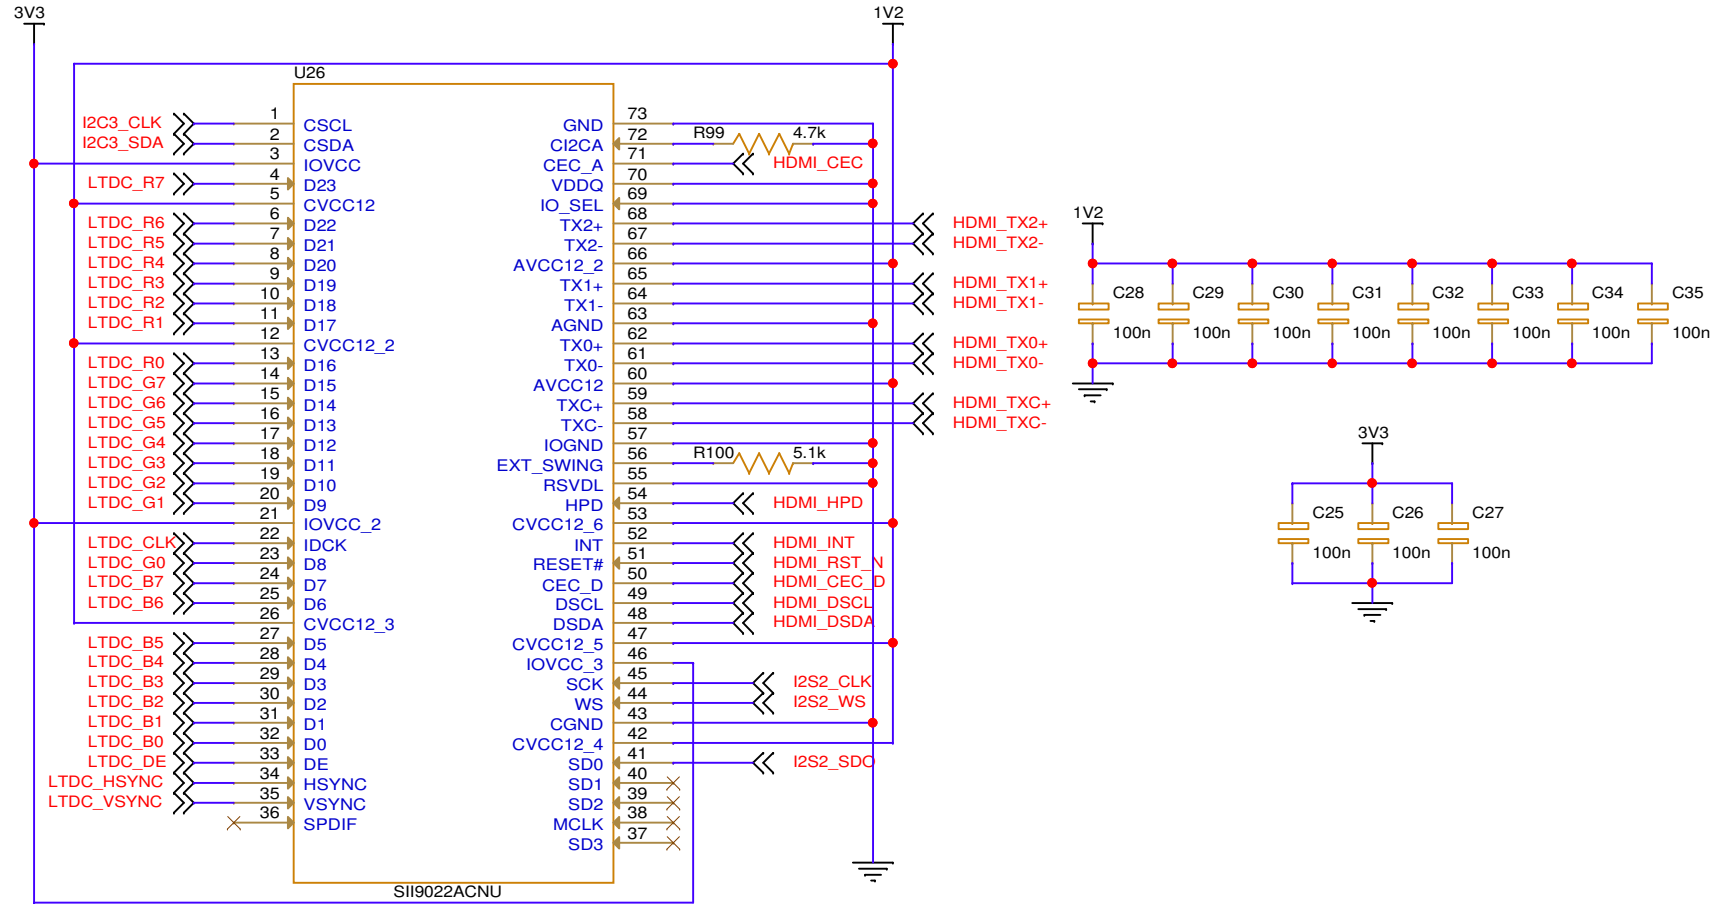 3V3
1V2
U26
I2C3_CLK 1 CSCL
I2C3_SDA 2 CSDA
3 IOVCC
LTDC_R7 4 D23
5 CVCC12
LTDC_R6 6 D22
LTDC_R5 7 D21
LTDC_R4 8 D20
LTDC_R3 9 D19
LTDC_R2 10 D18
LTDC_R1 11 D17
12 CVCC12_2
LTDC_R0 13 D16
LTDC_G7 14 D15
LTDC_G6 15 D14
LTDC_G5 16 D13
LTDC_G4 17 D12
LTDC_G3 18 D11
LTDC_G2 19 D10
LTDC_G1 20 D9
21 IOVCC_2
LTDC_CLK 22 IDCK
LTDC_G0 23 D8
LTDC_B7 24 D7
LTDC_B6 25 D6
26 CVCC12_3
LTDC_B5 27 D5
LTDC_B4 28 D4
LTDC_B3 29 D3
LTDC_B2 30 D2
LTDC_B1 31 D1
LTDC_B0 32 D0
LTDC_DE 33 DE
LTDC_HSYNC 34 HSYNC
LTDC_VSYNC 35 VSYNC
36 SPDIF
GND 73
CI2CA 72 R99 4.7k
CEC_A 71 HDMI_CEC
VDDQ 70
IO_SEL 69
TX2+ 68 HDMI_TX2+
TX2- 67 HDMI_TX2-
AVCC12_2 66
TX1+ 65 HDMI_TX1+
TX1- 64 HDMI_TX1-
AGND 63
TX0+ 62 HDMI_TX0+
TX0- 61 HDMI_TX0-
AVCC12 60
TXC+ 59 HDMI_TXC+
TXC- 58 HDMI_TXC-
IOGND 57
EXT_SWING 56 R100 5.1k
RSVDL 55
HPD 54 HDMI_HPD
CVCC12_6 53
INT 52 HDMI_INT
RESET# 51 HDMI_RST_N
CEC_D 50 HDMI_CEC_D
DSCL 49 HDMI_DSCL
DSDA 48 HDMI_DSDA
CVCC12_5 47
IOVCC_3 46
SCK 45 I2S2_CLK
WS 44 I2S2_WS
CGND 43
CVCC12_4 42
SD0 41 I2S2_SDO
SD1 40
SD2 39
MCLK 38
SD3 37
SII9022ACNU
1V2
C28 C29 C30 C31 C32 C33 C34 C35
100n 100n 100n 100n 100n 100n 100n 100n
3V3
C25 C26 C27
100n 100n 100n